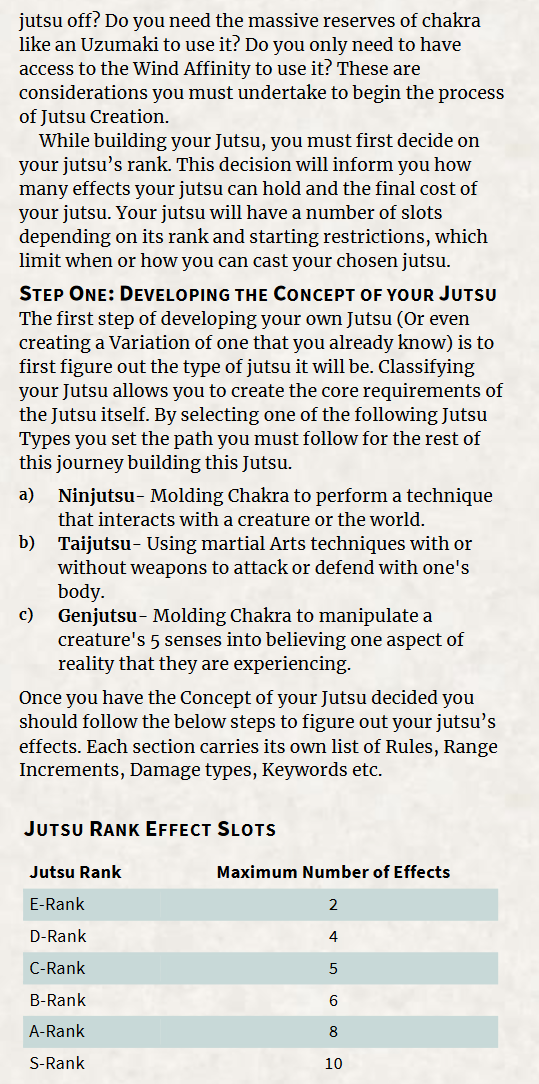 jutsu off? Do you need the massive reserves of chakra
like an Uzumaki to use it? Do you only need to have
access to the Wind Affinity to use it? These are
considerations you must undertake to begin the process
of Jutsu Creation.
While building your Jutsu, you must first decide on
your jutsu's rank. This decision will inform you how
many effects your jutsu can hold and the final cost of
your jutsu. Your jutsu will have a number of slots
depending on its rank and starting restrictions, which
limit when or how you can cast your chosen jutsu.
STEP ONE: DEVELOPING THE CONCEPT OF YOUR JUTSU
The first step of developing your own Jutsu (Or even
creating a Variation of one that you already know) is to
first figure out the type of jutsu it will be. Classifying
your Jutsu allows you to create the core requirements of
the Jutsu itself. By selecting one of the following Jutsu
Types you set the path you must follow for the rest of
this journey building this Jutsu.
a) Ninjutsu- Molding Chakra to perform a technique
that interacts with a creature or the world.
b) Taijutsu- Using martial Arts techniques with or
without weapons to attack or defend with one's
body.
c) Genjutsu- Molding Chakra to manipulate a
creature's 5 senses into believing one aspect of
reality that they are experiencing.
Once you have the Concept of your Jutsu decided you
should follow the below steps to figure out your jutsu's
effects. Each section carries its own list of Rules, Range
Increments, Damage types, Keywords etc.
JUTSU RANK EFFECT SLOTS
Jutsu Rank Maximum Number of Effects
E-Rank 2
D-Rank 4
C-Rank 5
B-Rank 6
A-Rank 8
S-Rank 10